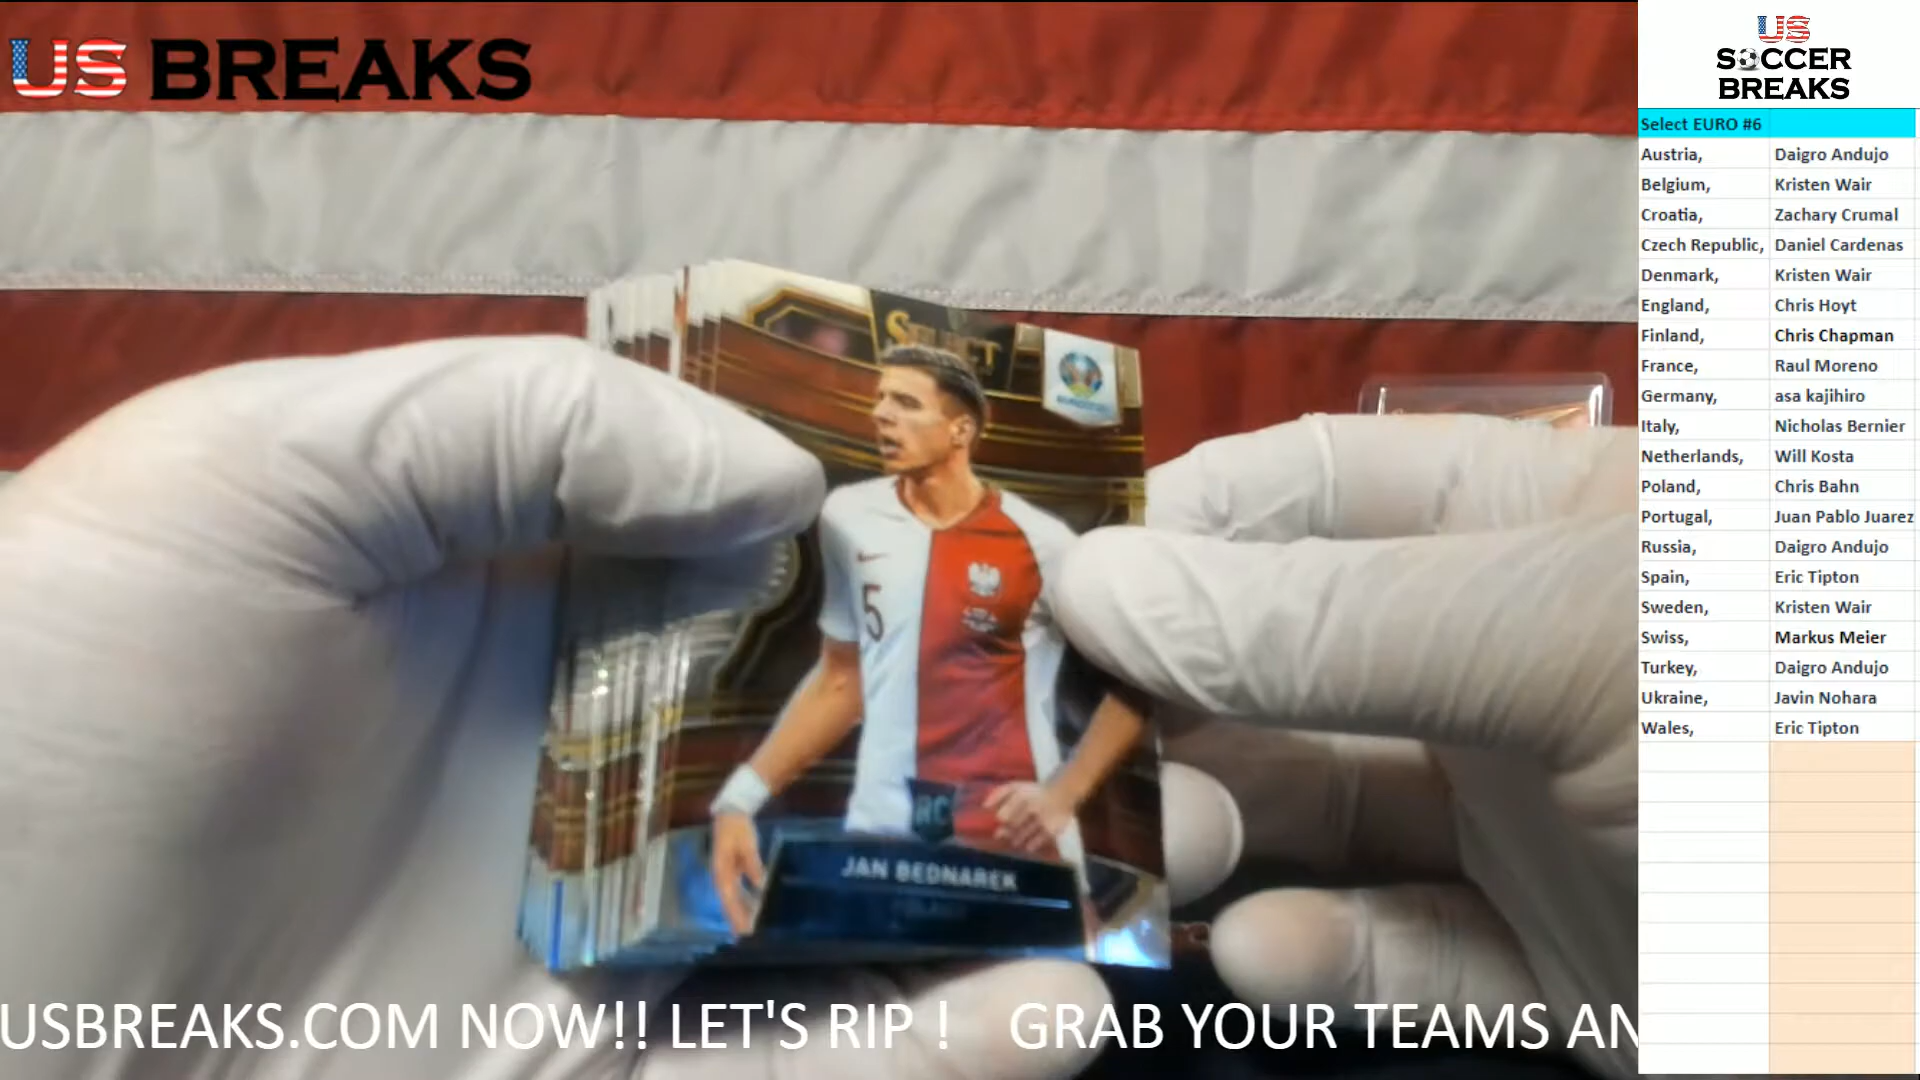 US BREAKS
US
SOCCER
BREAKS
Select EURO #6
Austria, Daigro Andujo
Belgium, Kristen Wair
Croatia, Zachary Crumal
Czech Republic, Daniel Cardenas
Denmark, Kristen Wair
England, Chris Hoyt
Finland, Chris Chapman
France, Raul Moreno
Germany, asa kajihiro
Italy, Nicholas Bernier
Netherlands, Will Kosta
Poland, Chris Bahn
Portugal, Juan Pablo Juarez
Russia, Daigro Andujo
Spain, Eric Tipton
Sweden, Kristen Wair
Swiss, Markus Meier
Turkey, Daigro Andujo
Ukraine, Javin Nohara
Wales, Eric Tipton
SELECT
5
RC
JAN BEDNAREK
POLAND
USBREAKS.COM NOW!! LET'S RIP ! GRAB YOUR TEAMS AN